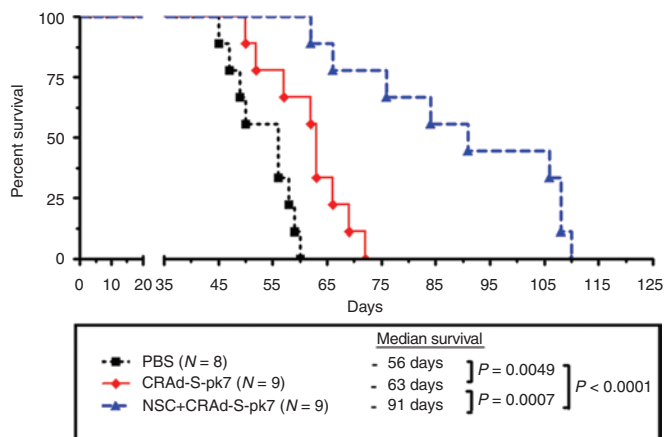 Percent survival
100
75
50
25
0
0 10 20 35 45 55 65 75 85 95 105 115 125
Days
Median survival
PBS (N = 8) - 56 days
CRAd-S-pk7 (N = 9) - 63 days
NSC+CRAd-S-pk7 (N = 9) - 91 days
P = 0.0049
P = 0.0007
P < 0.0001